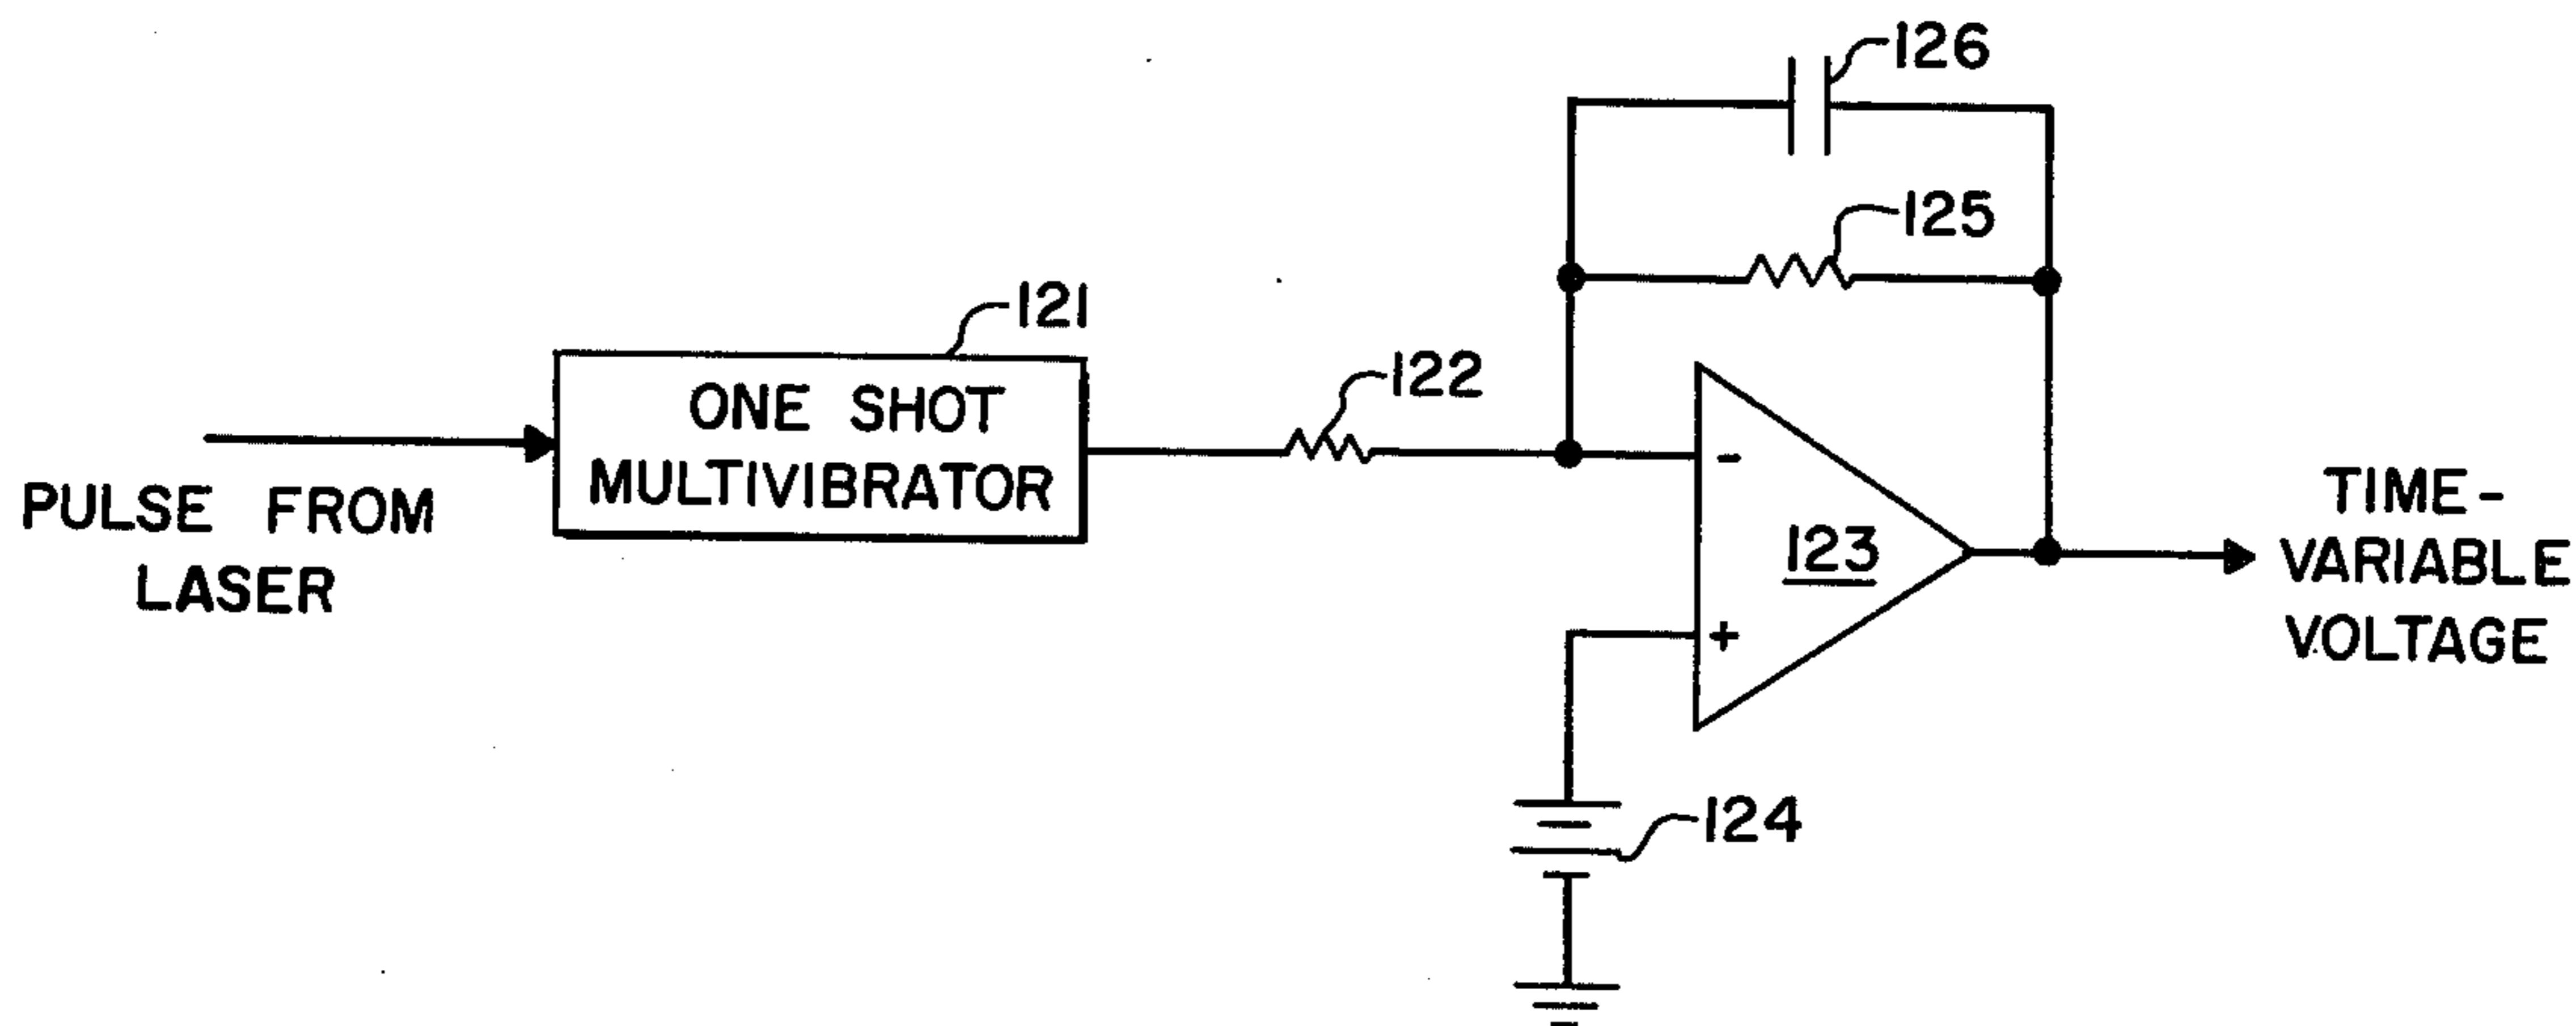 126
125
121
ONE SHOT
MULTIVIBRATOR
122
PULSE FROM
LASER
-
123
+
TIME-
VARIABLE
VOLTAGE
124